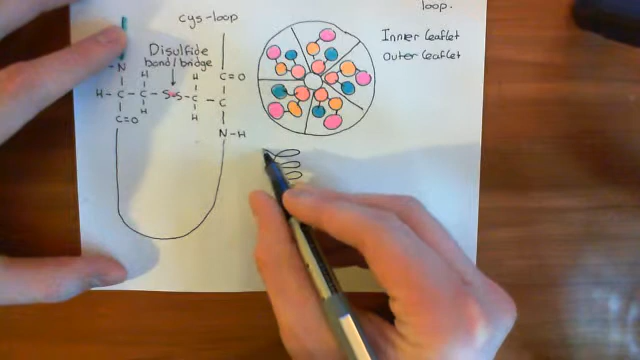 cys-loop
loop.
Inner leaflet
outer leaflet
Disulfide
bond/bridge
N
H
H
C=O
H-C-C-S-S-C-C
H
H
C=O
N-H